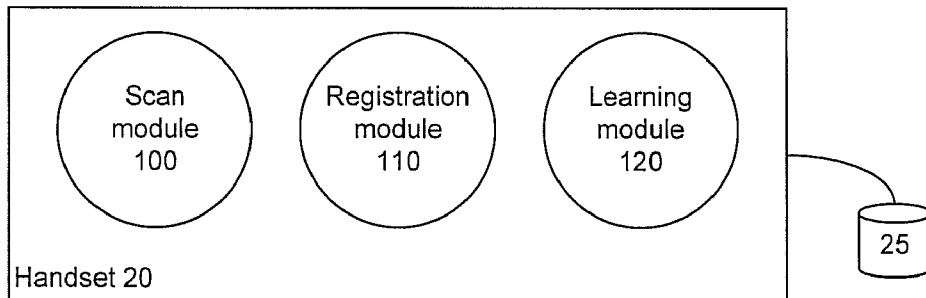 Scan
module
100
Registration
module
110
Learning
module
120
25
Handset 20